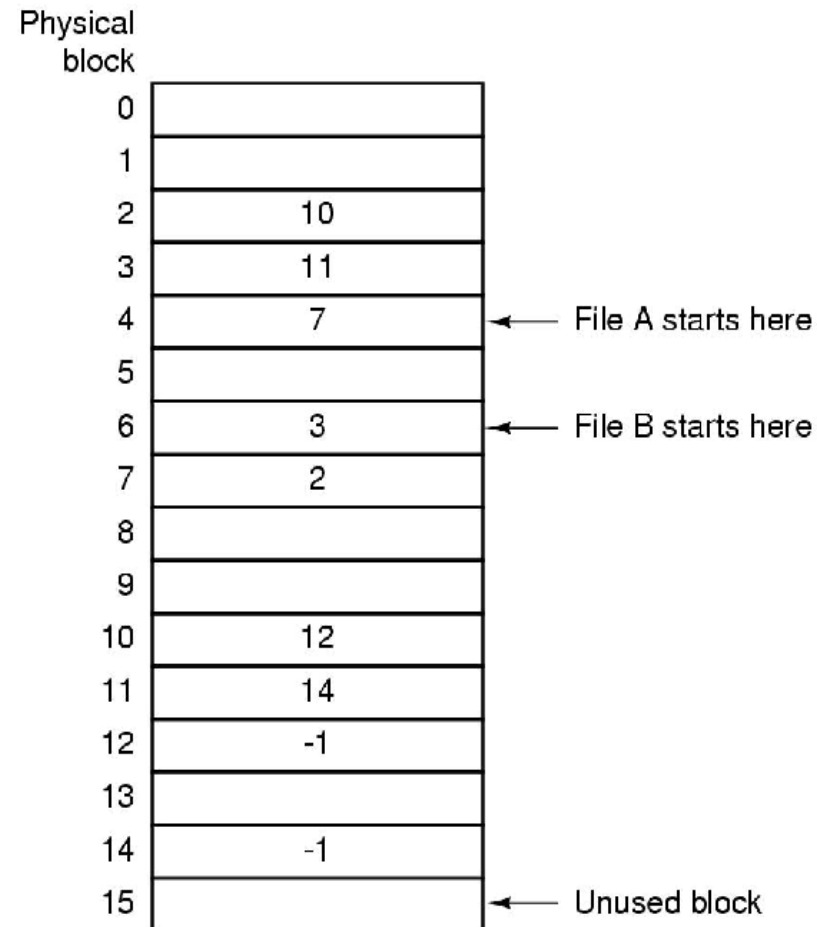 Physical
block
0
1
2 10
3 11
4 7 File A starts here
5
6 3 File B starts here
7 2
8
9
10 12
11 14
12 -1
13
14 -1
15 Unused block